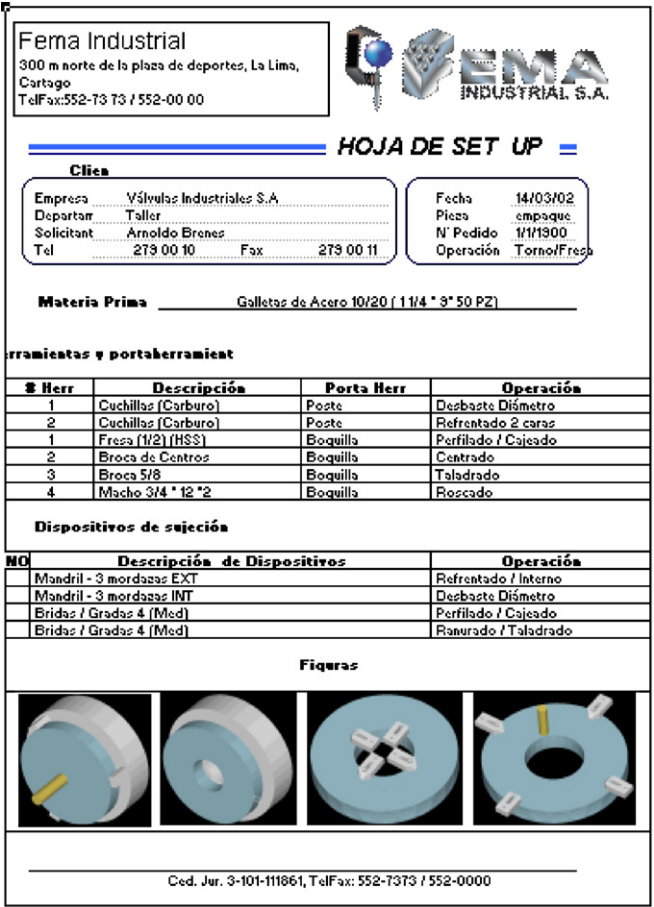 Fema Industrial
300 m norte de la plaza de deportes, La Lima,
Cartago
TelFax:552-73 73 / 552-00 00
FEMA
INDUSTRIAL S.A.
HOJA DE SET UP
Clien
Empresa Válvulas Industriales S.A
Departam Taller
Solicitant Arnoldo Brenes
Tel 279 00 10 Fax 279 00 11
Fecha 14/03/02
Pieza empaque
N° Pedido 1/1/1900
Operación Torno/Fresa
Materia Prima Galletas de Acero 10/20 ( 1 1/4 * 9* 50 PZ)
erramientas y portaherramient
# Herr Descripción Porta Herr Operación
1 Cuchillas (Carburo) Poste Desbaste Diámetro
2 Cuchillas (Carburo) Poste Refrentado 2 caras
1 Fresa (1/2) (HSS) Boquilla Perfilado / Cajeado
2 Broca de Centros Boquilla Centrado
3 Broca 5/8 Boquilla Taladrado
4 Macho 3/4 * 12 *2 Boquilla Roscado
Dispositivos de sujeción
NO Descripción de Dispositivos Operación
Mandril - 3 mordazas EXT Refrentado / Interno
Mandril - 3 mordazas INT Desbaste Diámetro
Bridas / Gradas 4 (Med) Perfilado / Cajeado
Bridas / Gradas 4 (Med) Ranurado / Taladrado
Figuras
Ced. Jur. 3-101-111861, TelFax: 552-7373 / 552-0000